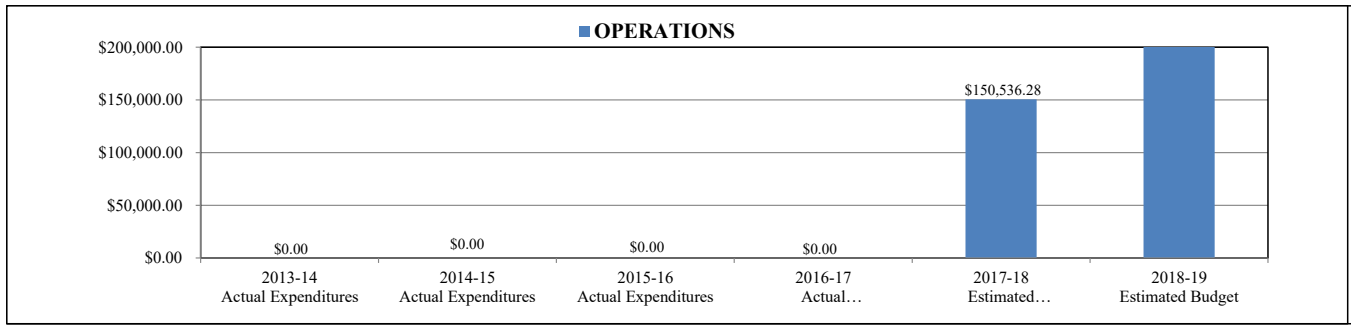 OPERATIONS
$200,000.00
$150,000.00
$100,000.00
$50,000.00
$0.00
$0.00
$0.00
$0.00
$0.00
$150,536.28
2013-14
Actual Expenditures
2014-15
Actual Expenditures
2015-16
Actual Expenditures
2016-17
Actual…
2017-18
Estimated…
2018-19
Estimated Budget